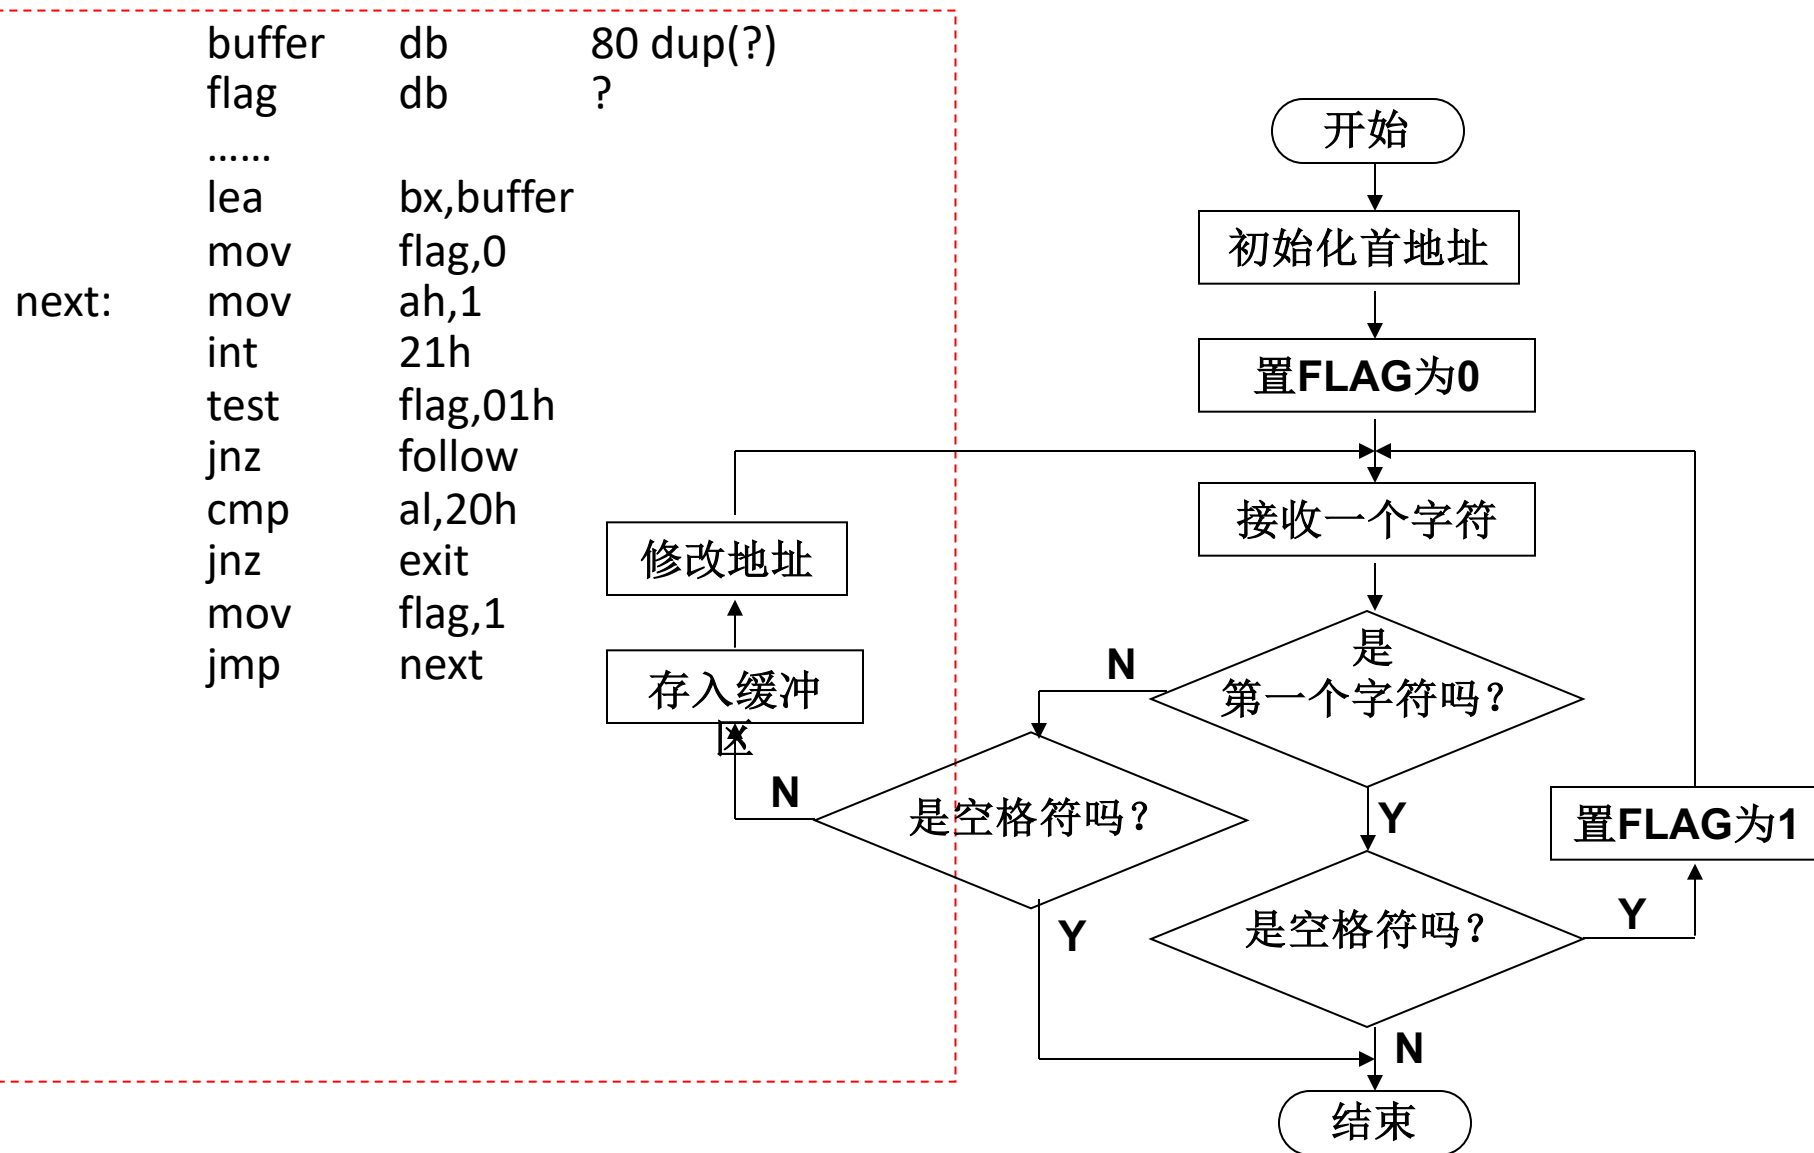 buffer db 80 dup(?)
flag db ?
……
lea bx,buffer
mov flag,0
next: mov ah,1
int 21h
test flag,01h
jnz follow
cmp al,20h
jnz exit
mov flag,1
jmp next
开始
初始化首地址
置FLAG为0
接收一个字符
是
第一个字符吗？
N
Y
是空格符吗？
N
Y
存入缓冲
区
修改地址
是空格符吗？
Y
N
置FLAG为1
结束